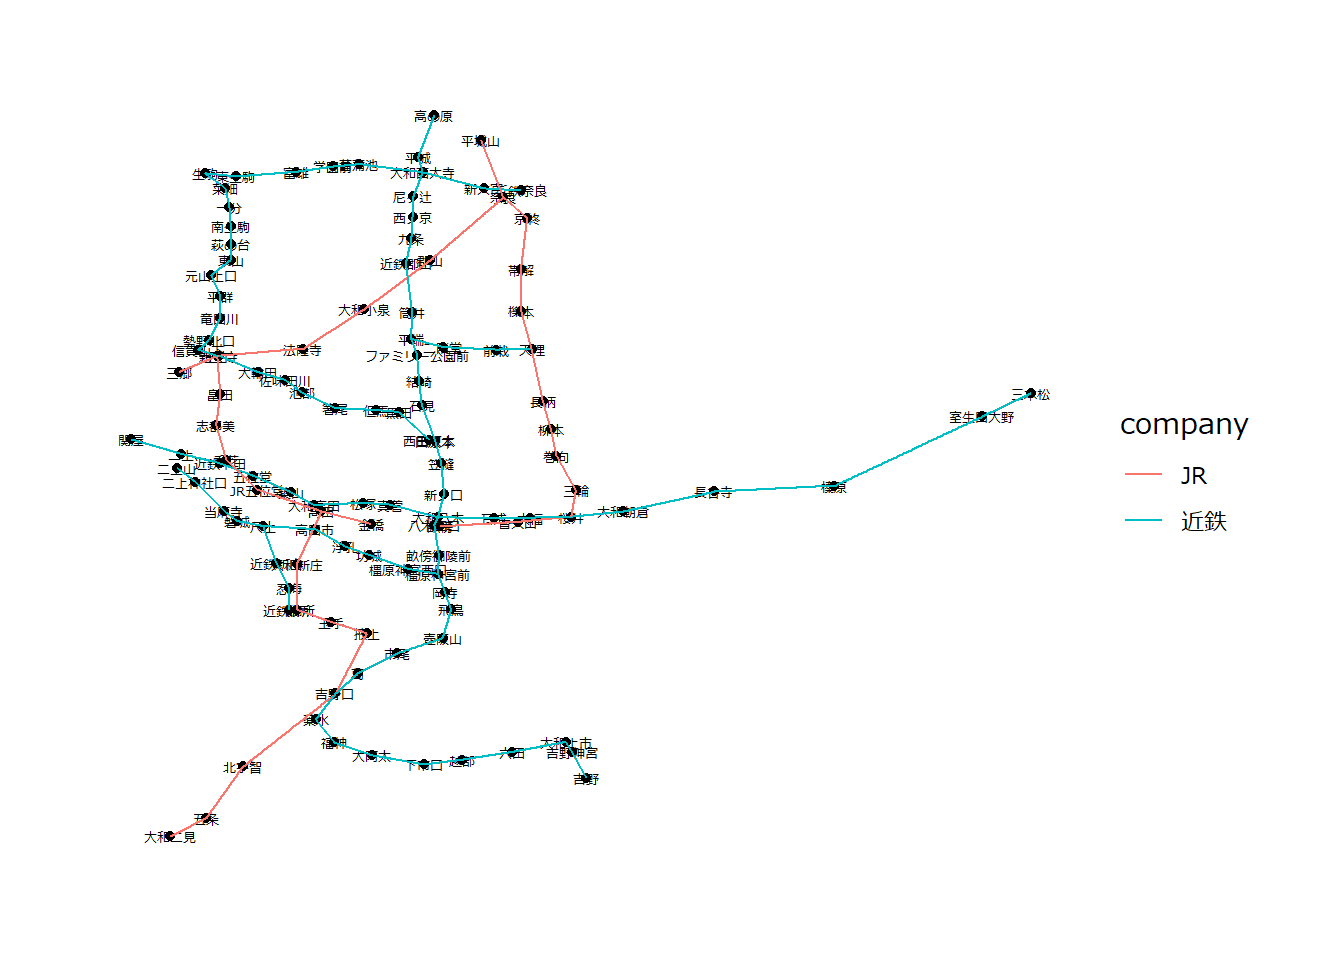 高の原
平城山
平城
学園前
菖蒲池
生駒
東生駒
富雄
大和西大寺
菜畑
新大宮
近鉄奈良
奈良
尼ヶ辻
一分
西ノ京
京終
南生駒
九条
萩の台
東山
近鉄郡山
郡山
帯解
元山上口
平群
大和小泉
筒井
櫟本
竜田川
勢野北口
平端
信貴山下
王寺
法隆寺
ファミリー公園前
前栽
天理
三郷
大輪田
佐味田川
池部
結崎
畠田
箸尾
但馬
黒田
石見
長柄
三本松
室生口大野
志都美
柳本
関屋
二上
西田原本
田原本
巻向
近鉄下田
笠縫
二上山
二上神社口
五位堂
JR五位堂
築山
新ノ口
三輪
長谷寺
榛原
大和高田
高田
松塚
真菅
当麻寺
磐城
尺土
高田市
金橋
大和八木
八木西口
耳成
大福
桜井
大和朝倉
浮孔
坊城
畝傍御陵前
近鉄新庄
大和新庄
橿原神宮西口
橿原神宮前
忍海
岡寺
近鉄御所
御所
飛鳥
玉手
掖上
壺阪山
市尾
葛
吉野口
薬水
福神
大阿太
下市口
越部
六田
大和上市
吉野神宮
吉野
北宇智
五条
大和二見
company
JR
近鉄